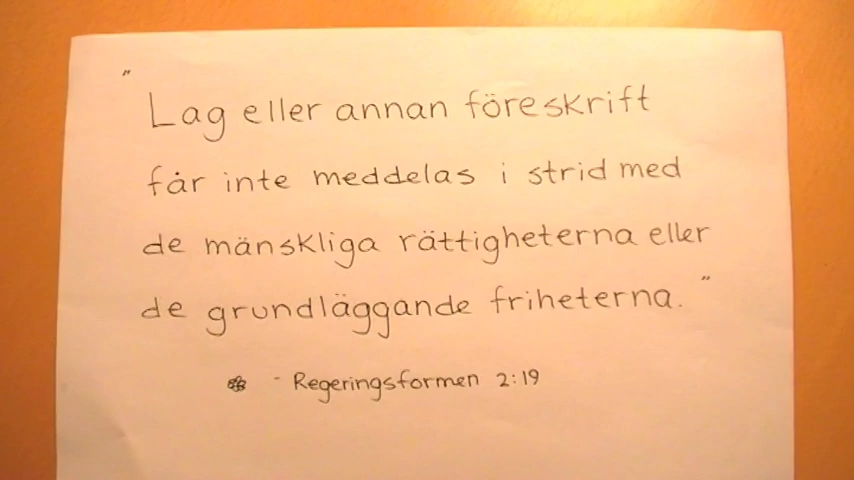 "
Lag eller annan föreskrift
får inte meddelas i strid med
de mänskliga rättigheterna eller
de grundläggande friheterna."
- Regeringsformen 2:19